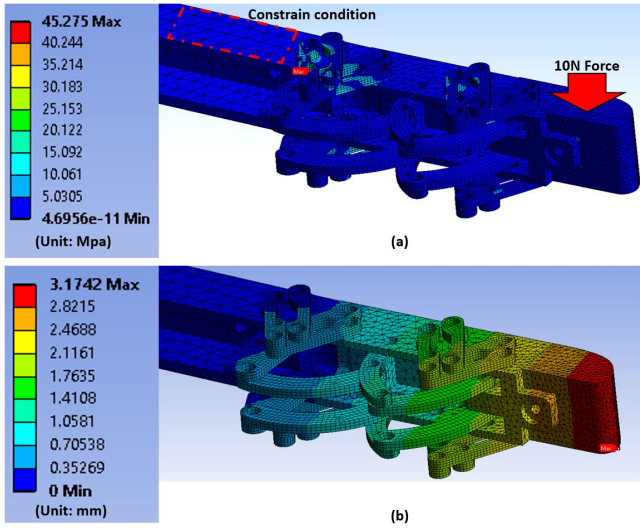 45.275 Max
40.244
35.214
30.183
25.153
20.122
15.092
10.061
5.0305
4.6956e-11 Min
(Unit: Mpa)
Constrain condition
Max
10N Force
(a)
3.1742 Max
2.8215
2.4688
2.1161
1.7635
1.4108
1.0581
0.70538
0.35269
0 Min
(Unit: mm)
Max
(b)